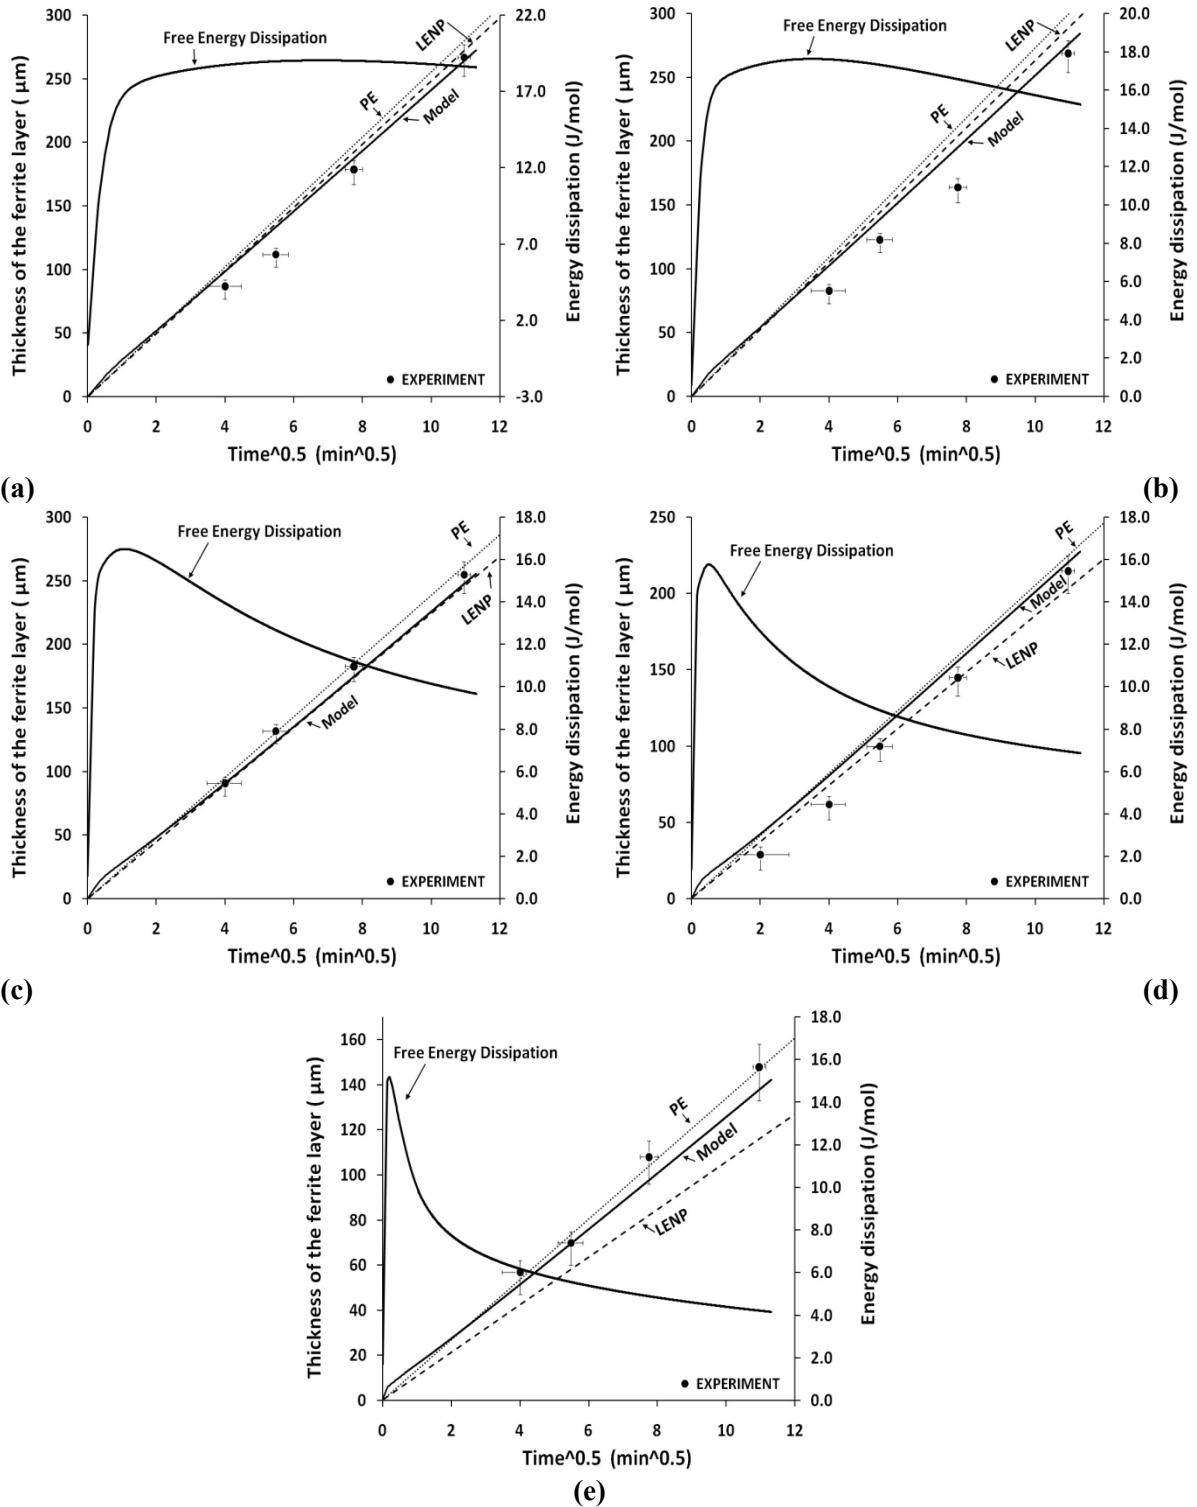 Thickness of the ferrite layer ( µm)
300
250
200
150
100
50
0
Free Energy Dissipation
LENP
PE
Model
EXPERIMENT
22.0
17.0
12.0
7.0
2.0
-3.0
Energy dissipation (J/mol)
0 2 4 6 8 10 12
Time^0.5 (min^0.5)
(a)
Thickness of the ferrite layer ( µm)
300
250
200
150
100
50
0
Free Energy Dissipation
LENP
PE
Model
EXPERIMENT
20.0
18.0
16.0
14.0
12.0
10.0
8.0
6.0
4.0
2.0
0.0
Energy dissipation (J/mol)
0 2 4 6 8 10 12
Time^0.5 (min^0.5)
(b)
Thickness of the ferrite layer ( µm)
300
250
200
150
100
50
0
Free Energy Dissipation
PE
LENP
Model
EXPERIMENT
18.0
16.0
14.0
12.0
10.0
8.0
6.0
4.0
2.0
0.0
Energy dissipation (J/mol)
0 2 4 6 8 10 12
Time^0.5 (min^0.5)
(c)
Thickness of the ferrite layer ( µm)
250
200
150
100
50
0
Free Energy Dissipation
PE
Model
LENP
EXPERIMENT
18.0
16.0
14.0
12.0
10.0
8.0
6.0
4.0
2.0
0.0
Energy dissipation (J/mol)
0 2 4 6 8 10 12
Time^0.5 (min^0.5)
(d)
Thickness of the ferrite layer ( µm)
160
140
120
100
80
60
40
20
0
Free Energy Dissipation
PE
Model
LENP
EXPERIMENT
18.0
16.0
14.0
12.0
10.0
8.0
6.0
4.0
2.0
0.0
Energy dissipation (J/mol)
0 2 4 6 8 10 12
Time^0.5 (min^0.5)
(e)